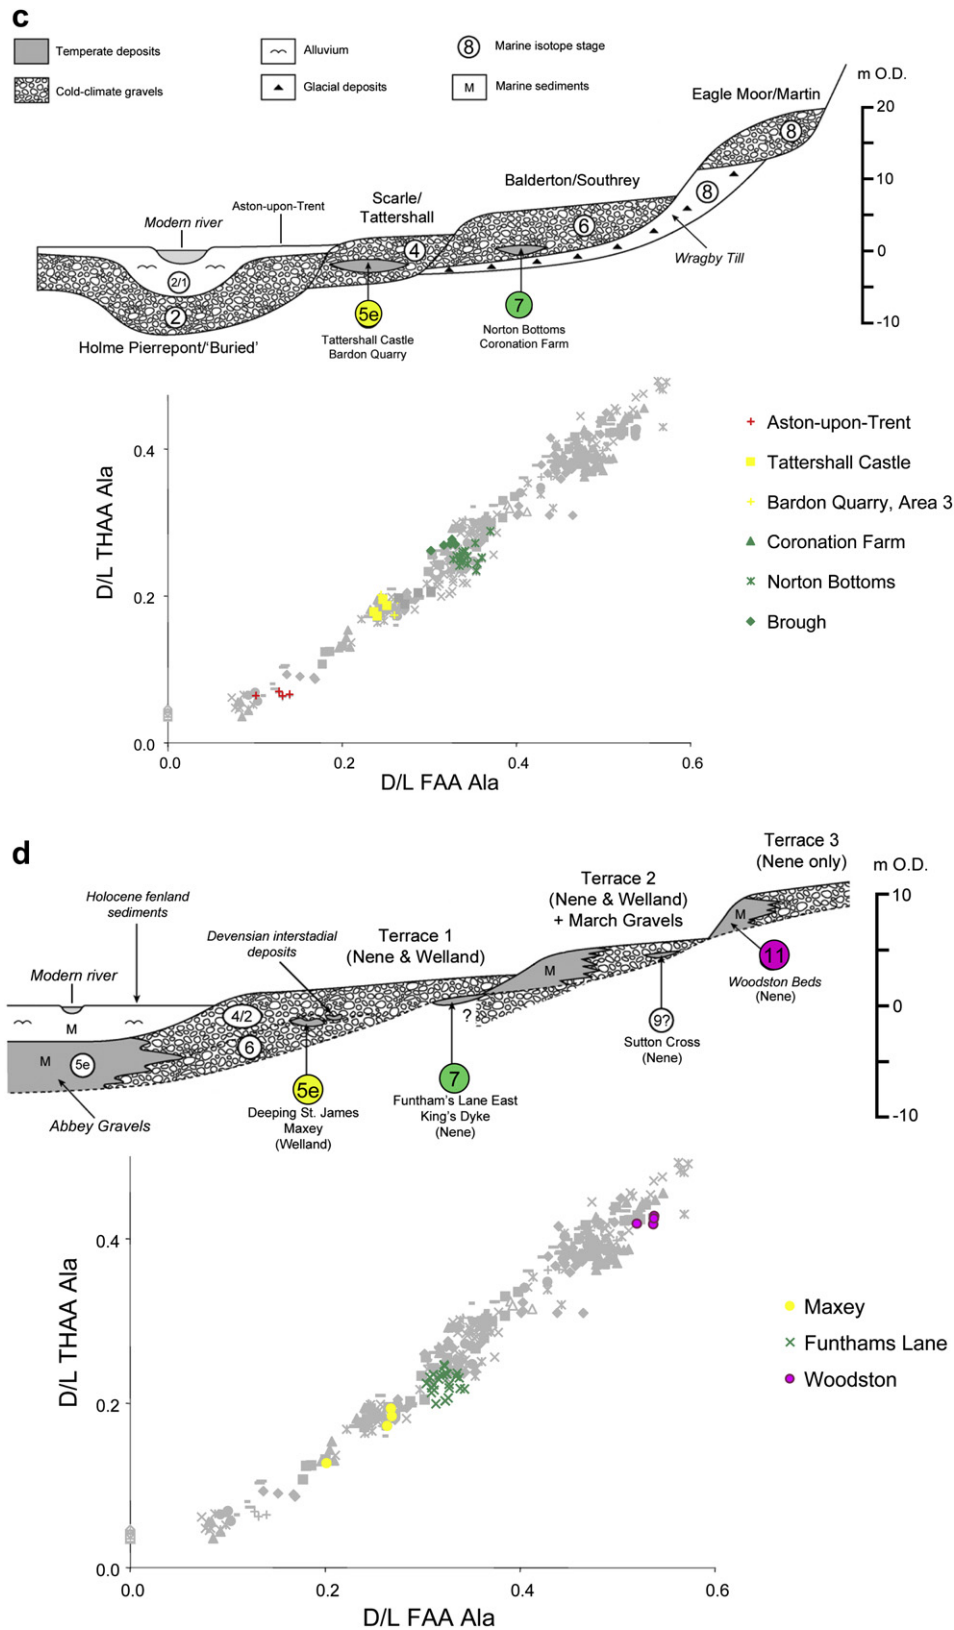 c
Temperate deposits
Alluvium
8 Marine isotope stage
Cold-climate gravels
Glacial deposits
M Marine sediments
m O.D.
Eagle Moor/Martin
20
8
10
Balderton/Southrey
8
Scarle/
Tattershall
Aston-upon-Trent
Modern river
6
4
0
Wragby Till
2/1
2
5e
7
-10
Holme Pierrepont/'Buried'
Tattershall Castle
Bardon Quarry
Norton Bottoms
Coronation Farm
D/L THAA Ala
0.4
0.2
0.0
0.0 0.2 0.4 0.6
D/L FAA Ala
Aston-upon-Trent
Tattershall Castle
Bardon Quarry, Area 3
Coronation Farm
Norton Bottoms
Brough
d
Terrace 3
(Nene only)
m O.D.
10
Holocene fenland
sediments
Terrace 2
(Nene & Welland)
+ March Gravels
Devensian interstadial
deposits
Terrace 1
(Nene & Welland)
M
M
11
Woodston Beds
(Nene)
Modern river
M
4/2
?
0
9?
Sutton Cross
(Nene)
M
5e
6
5e
7
Deeping St. James
Maxey
(Welland)
Funtham's Lane East
King's Dyke
(Nene)
Abbey Gravels
-10
D/L THAA Ala
0.4
0.2
0.0
0.0 0.2 0.4 0.6
D/L FAA Ala
Maxey
Funthams Lane
Woodston